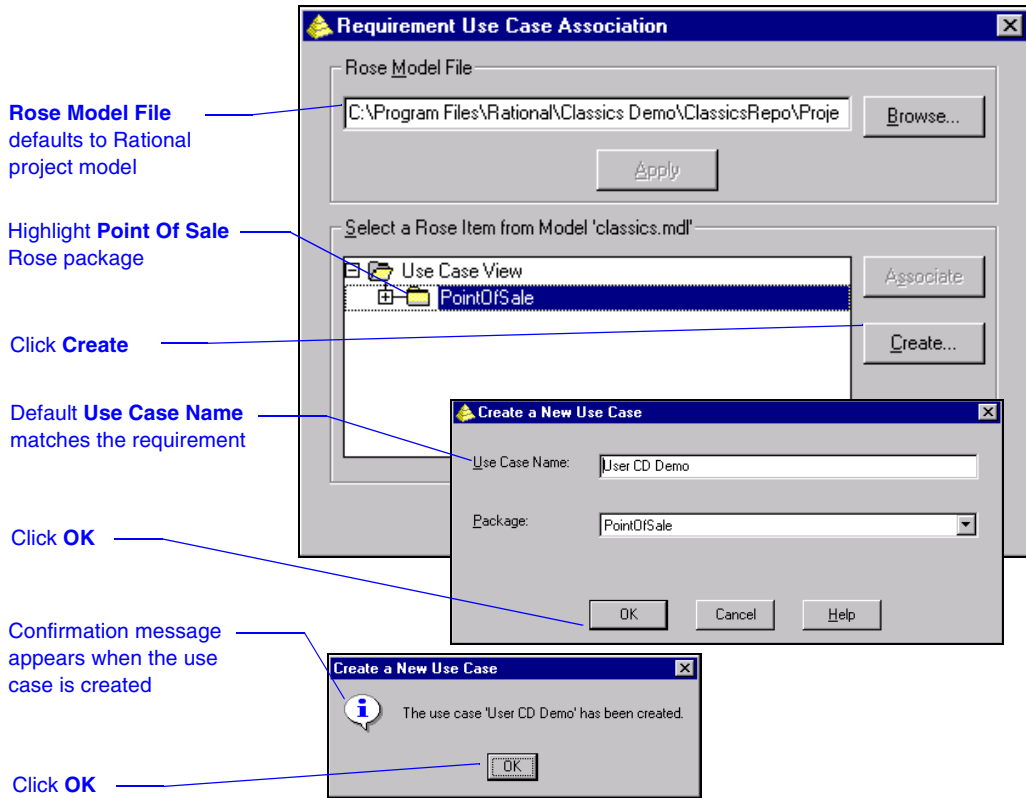 Requirement Use Case Association
Rose Model File
Rose Model File
defaults to Rational
project model
C:\Program Files\Rational\Classics Demo\ClassicsRepo\Proje
Browse...
Apply
Highlight Point Of Sale
Rose package
Select a Rose Item from Model 'classics.mdl'
Use Case View
PointOfSale
Associate
Click Create
Create...
Default Use Case Name
matches the requirement
Create a New Use Case
Use Case Name:
User CD Demo
Package:
PointOfSale
Click OK
OK
Cancel
Help
Confirmation message
appears when the use
case is created
Create a New Use Case
The use case 'User CD Demo' has been created.
OK
Click OK